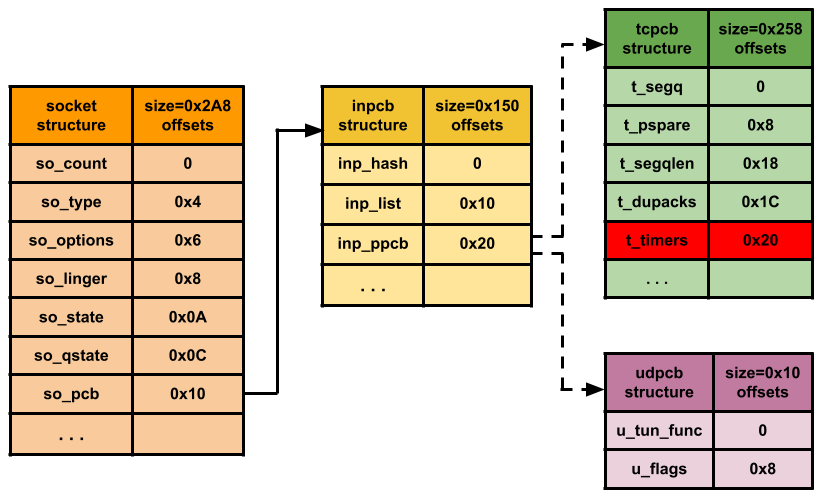 socket structure size=0x2A8 offsets
so_count 0
so_type 0x4
so_options 0x6
so_linger 0x8
so_state 0x0A
so_qstate 0x0C
so_pcb 0x10
. . .
inpcb structure size=0x150 offsets
inp_hash 0
inp_list 0x10
inp_ppcb 0x20
. . .
tcpcb structure size=0x258 offsets
t_segq 0
t_pspare 0x8
t_segqlen 0x18
t_dupacks 0x1C
t_timers 0x20
. . .
udpcb structure size=0x10 offsets
u_tun_func 0
u_flags 0x8